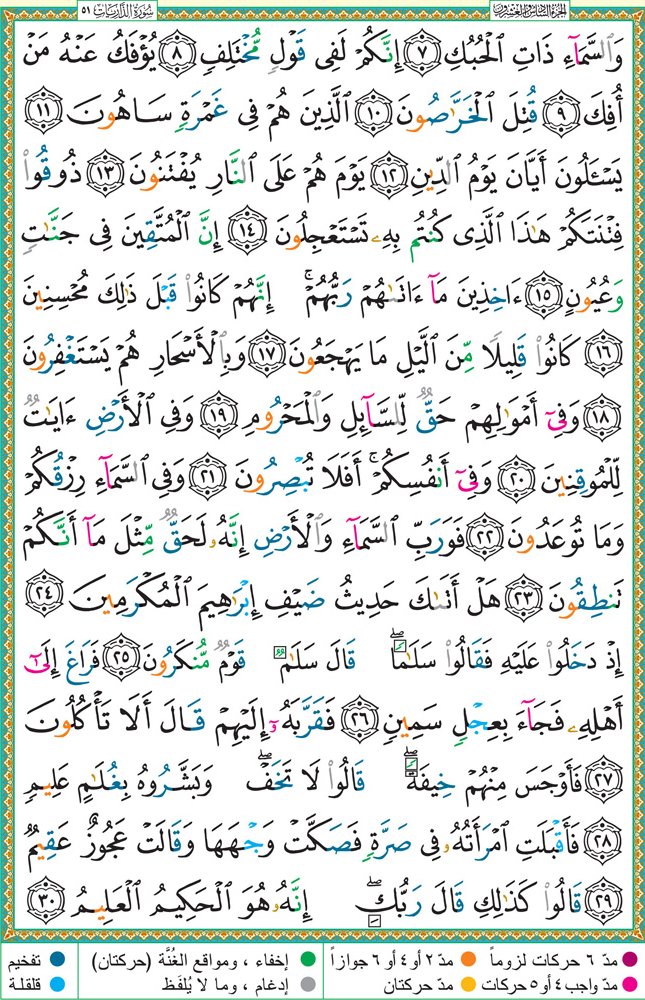 سُورَةُ الذَّارِيَات ٥١
الجزء السادس والعشرون
وَٱلسَّمَآءِ ذَاتِ ٱلْحُبُكِ ٧ إِنَّكُمْ لَفِى قَوْلٍ مُّخْتَلِفٍ ٨ يُؤْفَكُ عَنْهُ مَنْ
أُفِكَ ٩ قُتِلَ ٱلْخَرَّٰصُونَ ١٠ ٱلَّذِينَ هُمْ فِى غَمْرَةٍ سَاهُونَ ١١
يَسْـَٔلُونَ أَيَّانَ يَوْمُ ٱلدِّينِ ١٢ يَوْمَ هُمْ عَلَى ٱلنَّارِ يُفْتَنُونَ ١٣ ذُوقُوا۟
فِتْنَتَكُمْ هَٰذَا ٱلَّذِى كُنتُم بِهِۦ تَسْتَعْجِلُونَ ١٤ إِنَّ ٱلْمُتَّقِينَ فِى جَنَّٰتٍ
وَعُيُونٍ ١٥ ءَاخِذِينَ مَآ ءَاتَىٰهُمْ رَبُّهُمْ ۚ إِنَّهُمْ كَانُوا۟ قَبْلَ ذَٰلِكَ مُحْسِنِينَ
١٦ كَانُوا۟ قَلِيلًا مِّنَ ٱلَّيْلِ مَا يَهْجَعُونَ ١٧ وَبِٱلْأَسْحَارِ هُمْ يَسْتَغْفِرُونَ
١٨ وَفِىٓ أَمْوَٰلِهِمْ حَقٌّ لِّلسَّآئِلِ وَٱلْمَحْرُومِ ١٩ وَفِى ٱلْأَرْضِ ءَايَٰتٌ
لِّلْمُوقِنِينَ ٢٠ وَفِىٓ أَنفُسِكُمْ ۚ أَفَلَا تُبْصِرُونَ ٢١ وَفِى ٱلسَّمَآءِ رِزْقُكُمْ
وَمَا تُوعَدُونَ ٢٢ فَوَرَبِّ ٱلسَّمَآءِ وَٱلْأَرْضِ إِنَّهُۥ لَحَقٌّ مِّثْلَ مَآ أَنَّكُمْ
تَنطِقُونَ ٢٣ هَلْ أَتَىٰكَ حَدِيثُ ضَيْفِ إِبْرَٰهِيمَ ٱلْمُكْرَمِينَ ٢٤
إِذْ دَخَلُوا۟ عَلَيْهِ فَقَالُوا۟ سَلَٰمًا ۖ قَالَ سَلَٰمٌ قَوْمٌ مُّنكَرُونَ ٢٥ فَرَاغَ إِلَىٰٓ
أَهْلِهِۦ فَجَآءَ بِعِجْلٍ سَمِينٍ ٢٦ فَقَرَّبَهُۥٓ إِلَيْهِمْ قَالَ أَلَا تَأْكُلُونَ
٢٧ فَأَوْجَسَ مِنْهُمْ خِيفَةً ۖ قَالُوا۟ لَا تَخَفْ ۖ وَبَشَّرُوهُ بِغُلَٰمٍ عَلِيمٍ
٢٨ فَأَقْبَلَتِ ٱمْرَأَتُهُۥ فِى صَرَّةٍ فَصَكَّتْ وَجْهَهَا وَقَالَتْ عَجُوزٌ عَقِيمٌ
٢٩ قَالُوا۟ كَذَٰلِكِ قَالَ رَبُّكِ ۖ إِنَّهُۥ هُوَ ٱلْحَكِيمُ ٱلْعَلِيمُ ٣٠
مدّ ٦ حركات لزوماً مدّ ٢ أو ٤ أو ٦ جوازاً إخفاء ، ومواقع الغُنَّة (حركتان) تفخيم
مدّ واجب ٤ أو ٥ حركات مدّ حركتان إدغام ، وما لا يُلفَظ قلقلة